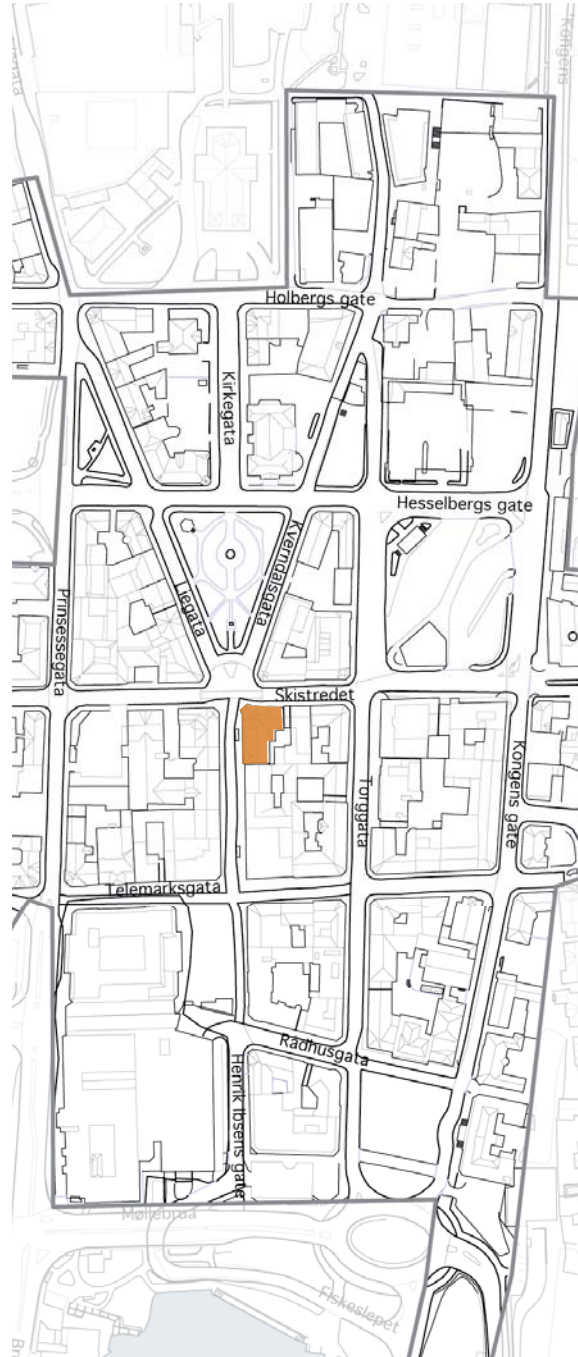 Kongens
Holbergs gate
Kirkegata
Hesselbergs gate
Kverndalsgata
Liegata
Prinsessegata
Skistredet
Torggata
Kongens gate
Telemarksgata
Rådhusgata
Henrik Ibsens gate
Møllebrua
Fiskeslepet